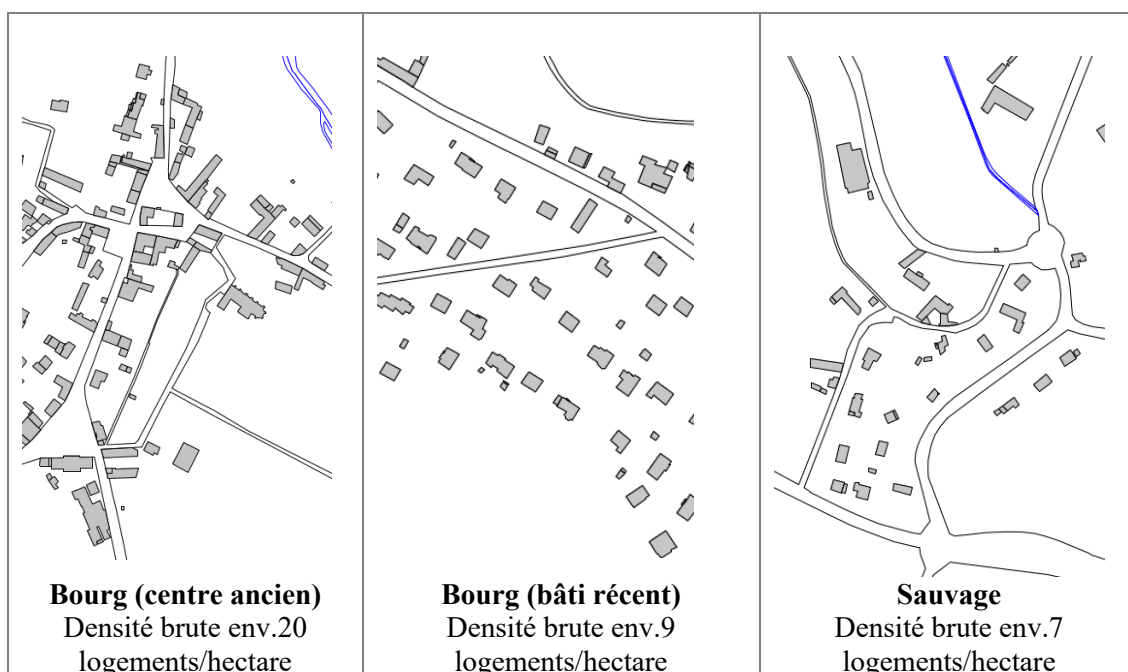 Bourg (centre ancien)
Densité brute env.20
logements/hectare
Bourg (bâti récent)
Densité brute env.9
logements/hectare
Sauvage
Densité brute env.7
logements/hectare